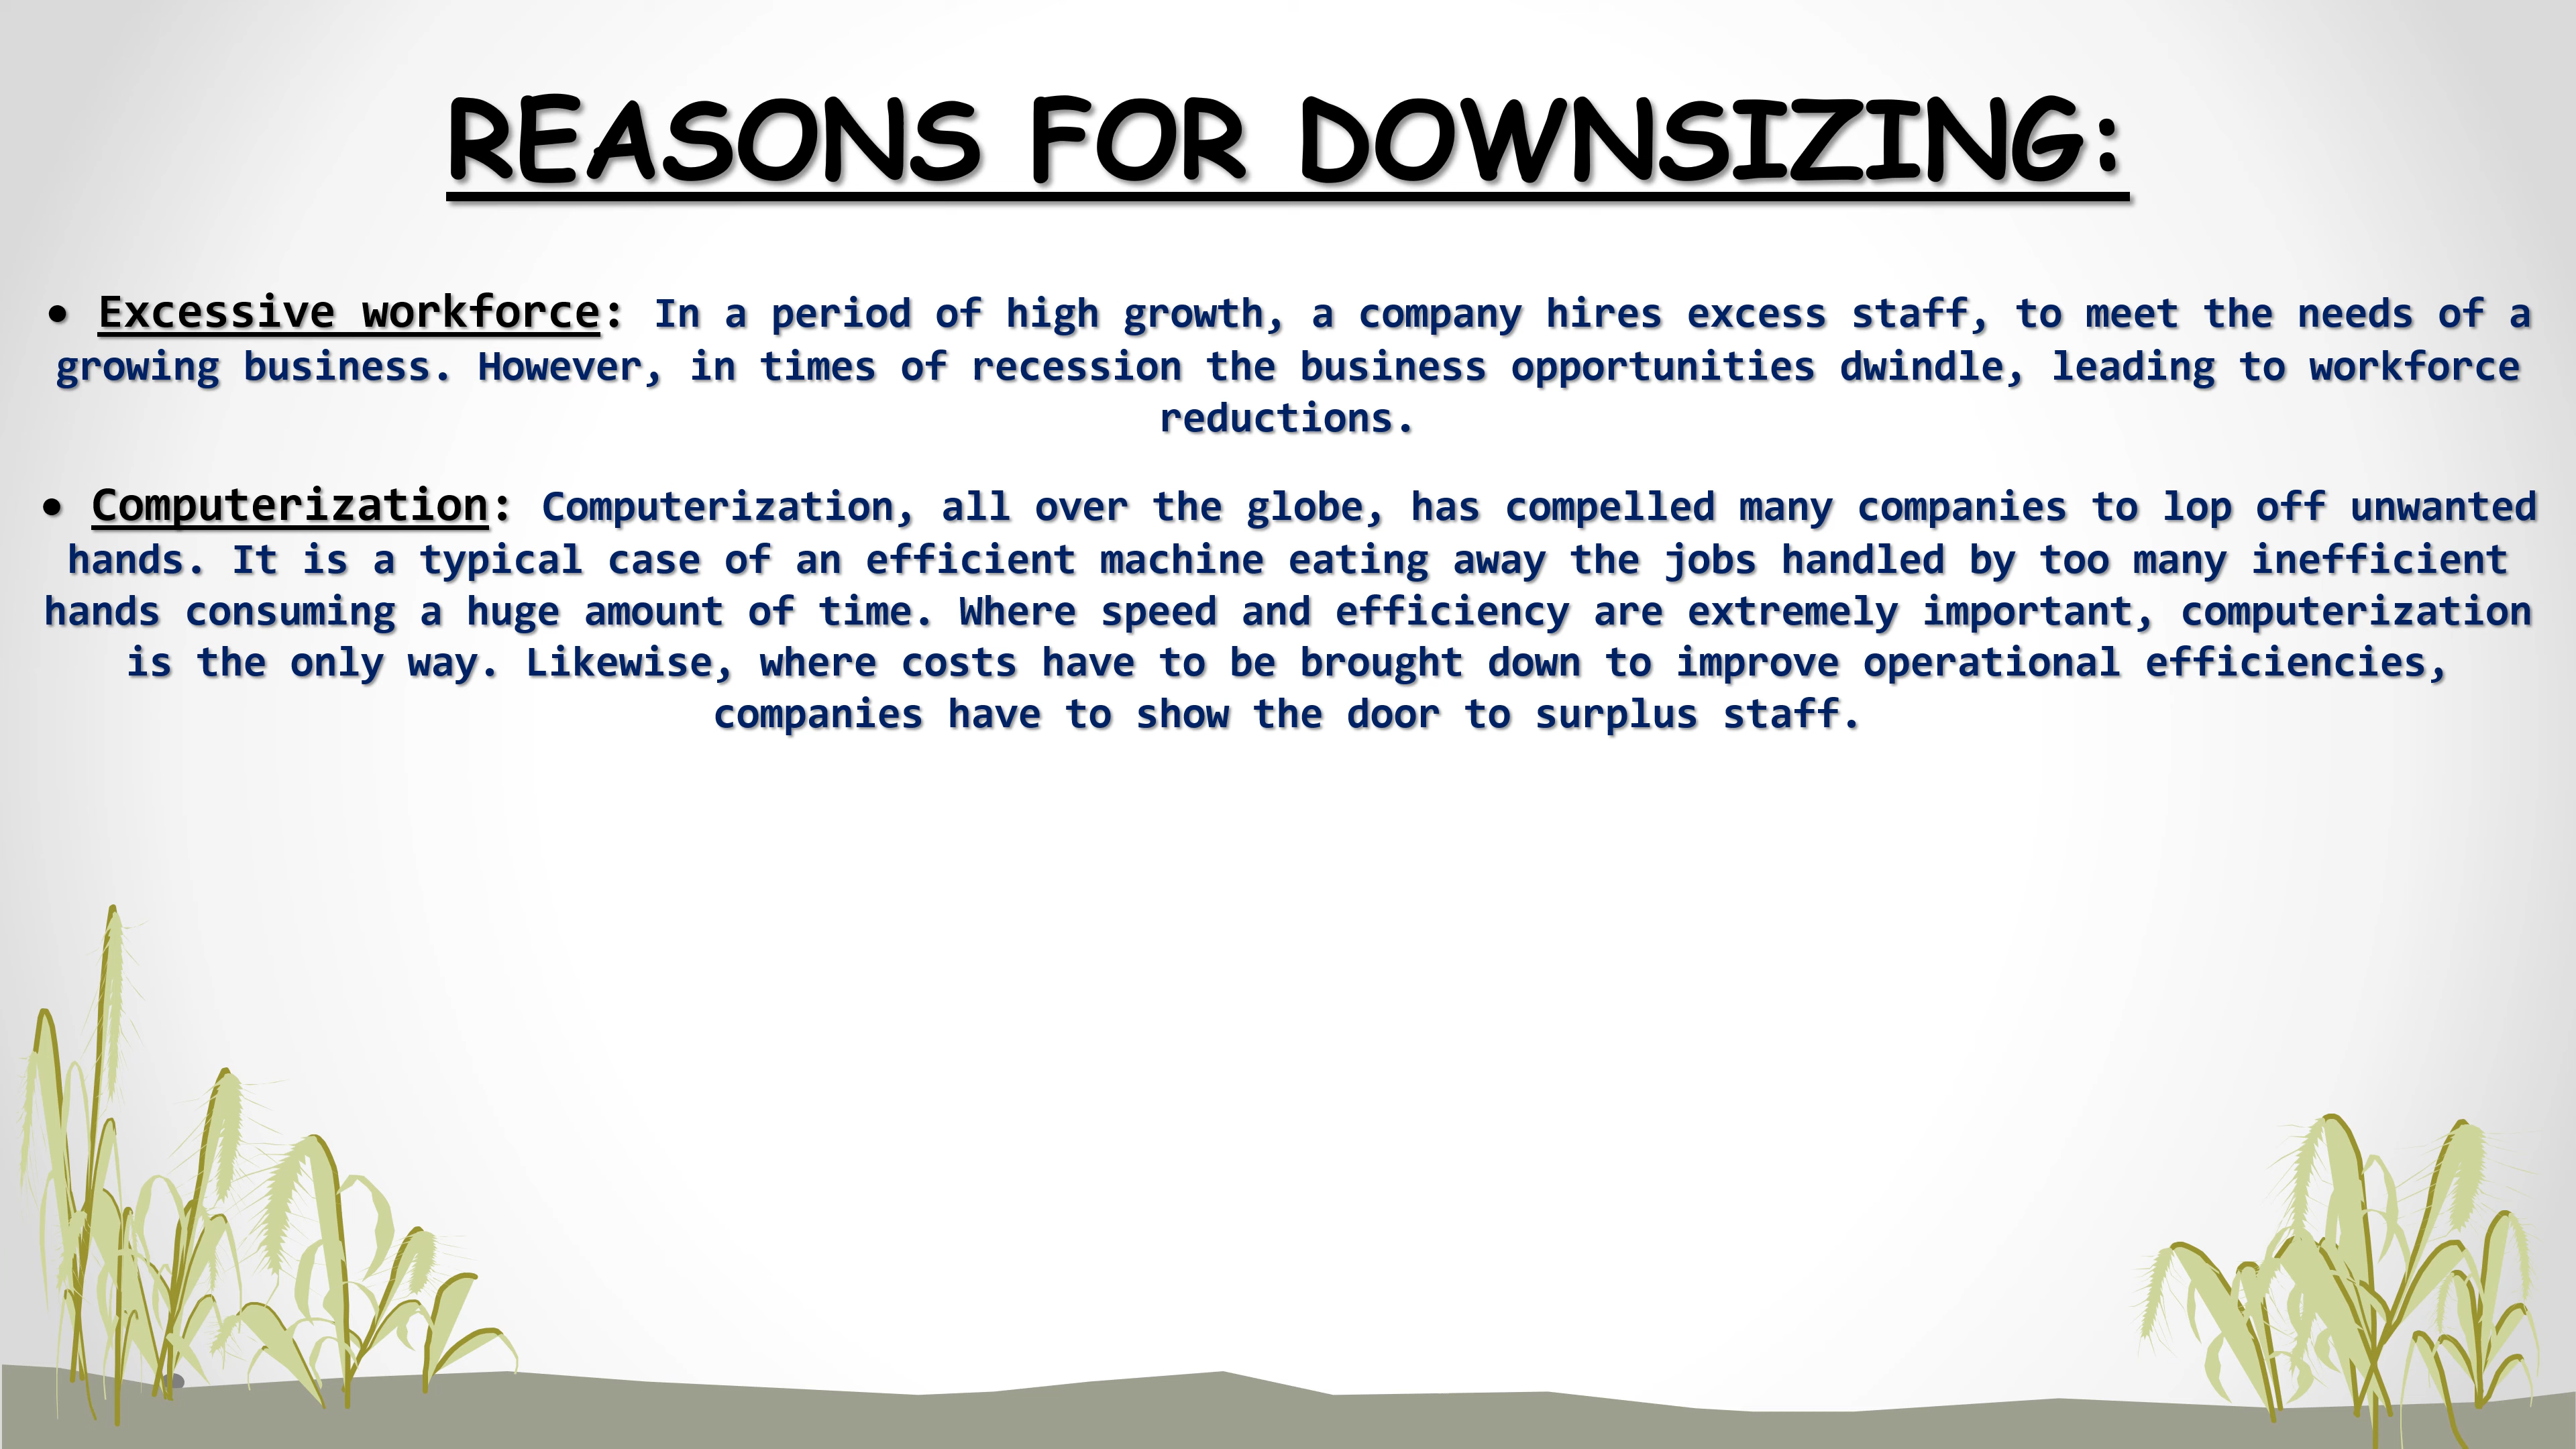 REASONS FOR DOWNSIZING:
• Excessive workforce: In a period of high growth, a company hires excess staff, to meet the needs of a
growing business. However, in times of recession the business opportunities dwindle, leading to workforce
reductions.
• Computerization: Computerization, all over the globe, has compelled many companies to lop off unwanted
hands. It is a typical case of an efficient machine eating away the jobs handled by too many inefficient
hands consuming a huge amount of time. Where speed and efficiency are extremely important, computerization
is the only way. Likewise, where costs have to be brought down to improve operational efficiencies,
companies have to show the door to surplus staff.